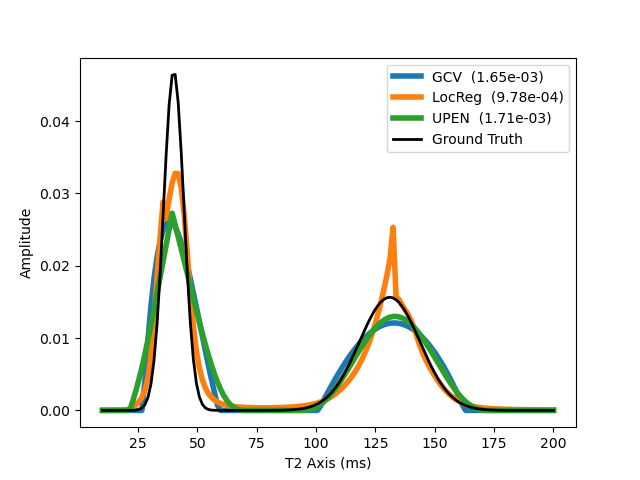 GCV (1.65e-03)
LocReg (9.78e-04)
UPEN (1.71e-03)
Ground Truth
0.04
0.03
0.02
0.01
0.00
Amplitude
25 50 75 100 125 150 175 200
T2 Axis (ms)